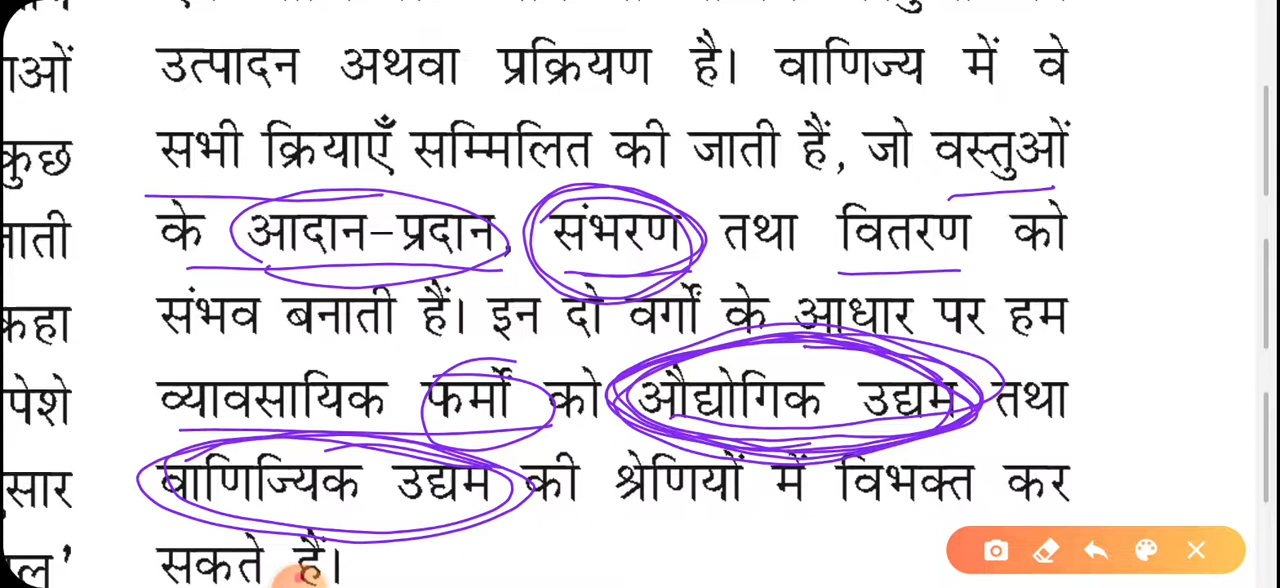 उत्पादन अथवा प्रक्रियण है। वाणिज्य में वे
सभी क्रियाएँ सम्मिलित की जाती हैं, जो वस्तुओं
के आदान-प्रदान, संभरण तथा वितरण को
संभव बनाती हैं। इन दो वर्गों के आधार पर हम
व्यावसायिक फर्मों को औद्योगिक उद्यम तथा
वाणिज्यिक उद्यम की श्रेणियों में विभक्त कर
सकते हैं।
ाओं
कुछ
कहा
पेशे